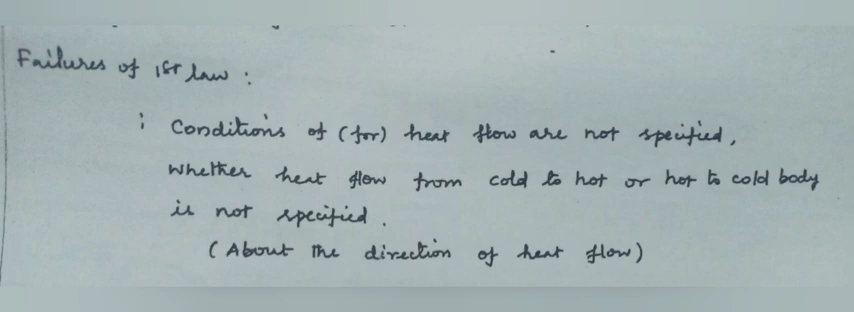 Failures of 1st law :
i Conditions of (for) heat flow are not specified,
Whether heat flow from cold to hot or hot to cold body
is not specified.
(About the direction of heat flow)